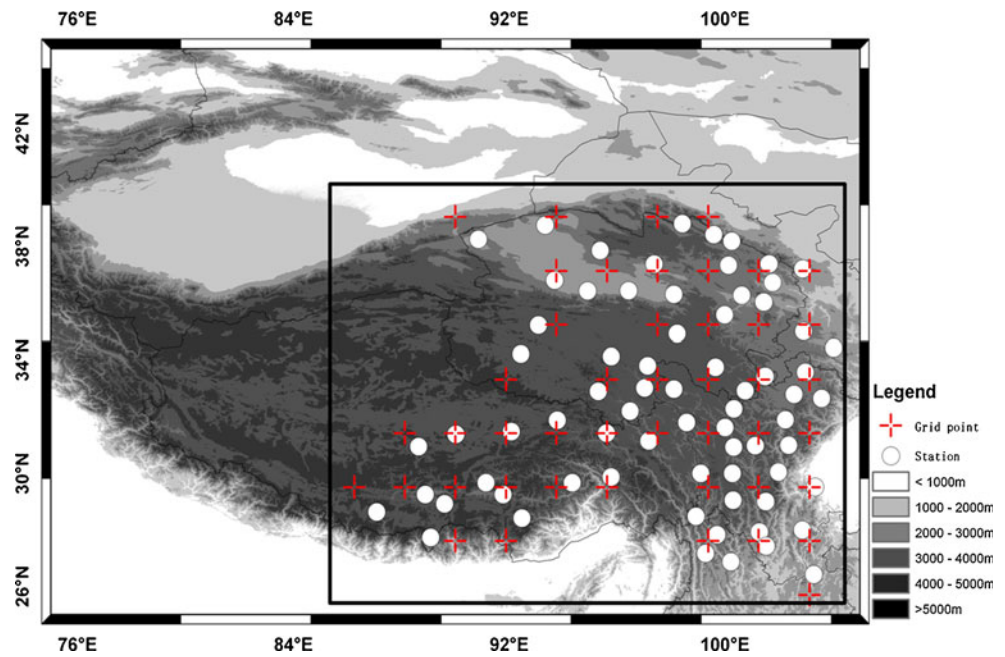 76°E 84°E 92°E 100°E
42°N
38°N
34°N
30°N
26°N
Legend
Grid point
Station
< 1000m
1000 - 2000m
2000 - 3000m
3000 - 4000m
4000 - 5000m
>5000m
76°E 84°E 92°E 100°E